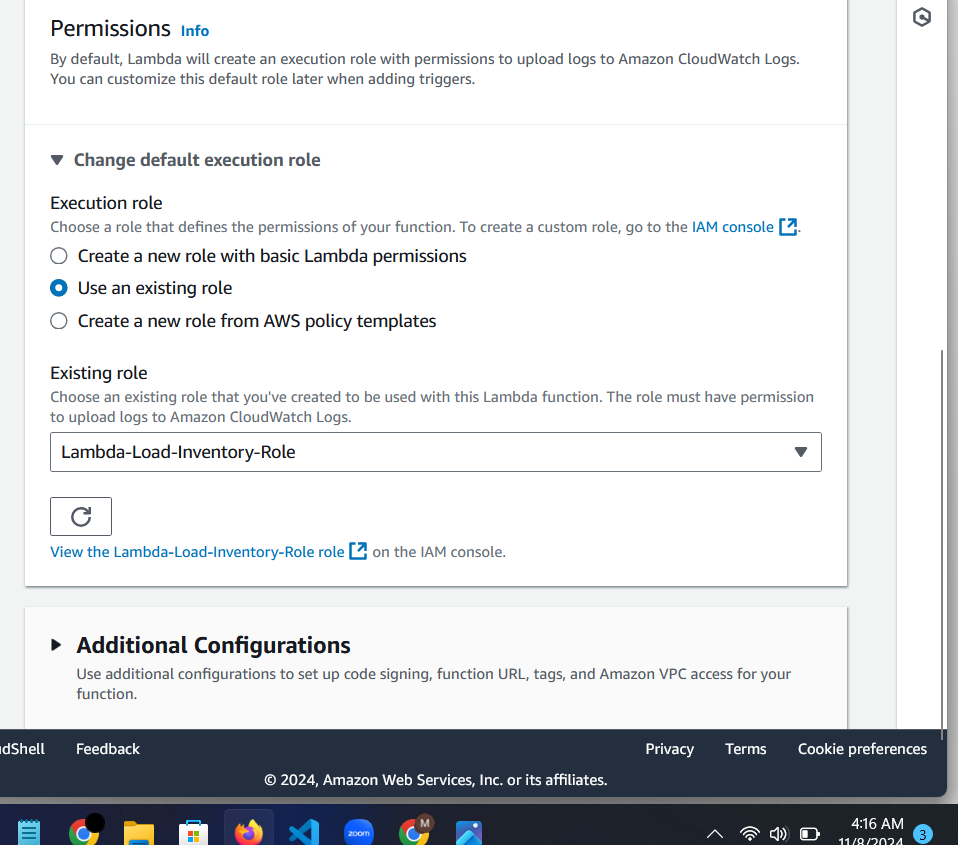 Permissions Info
By default, Lambda will create an execution role with permissions to upload logs to Amazon CloudWatch Logs.
You can customize this default role later when adding triggers.
Change default execution role
Execution role
Choose a role that defines the permissions of your function. To create a custom role, go to the IAM console.
Create a new role with basic Lambda permissions
Use an existing role
Create a new role from AWS policy templates
Existing role
Choose an existing role that you've created to be used with this Lambda function. The role must have permission
to upload logs to Amazon CloudWatch Logs.
Lambda-Load-Inventory-Role
View the Lambda-Load-Inventory-Role role on the IAM console.
Additional Configurations
Use additional configurations to set up code signing, function URL, tags, and Amazon VPC access for your
function.
dShell Feedback Privacy Terms Cookie preferences
© 2024, Amazon Web Services, Inc. or its affiliates.
zoom M 4:16 AM
11/8/2024 3